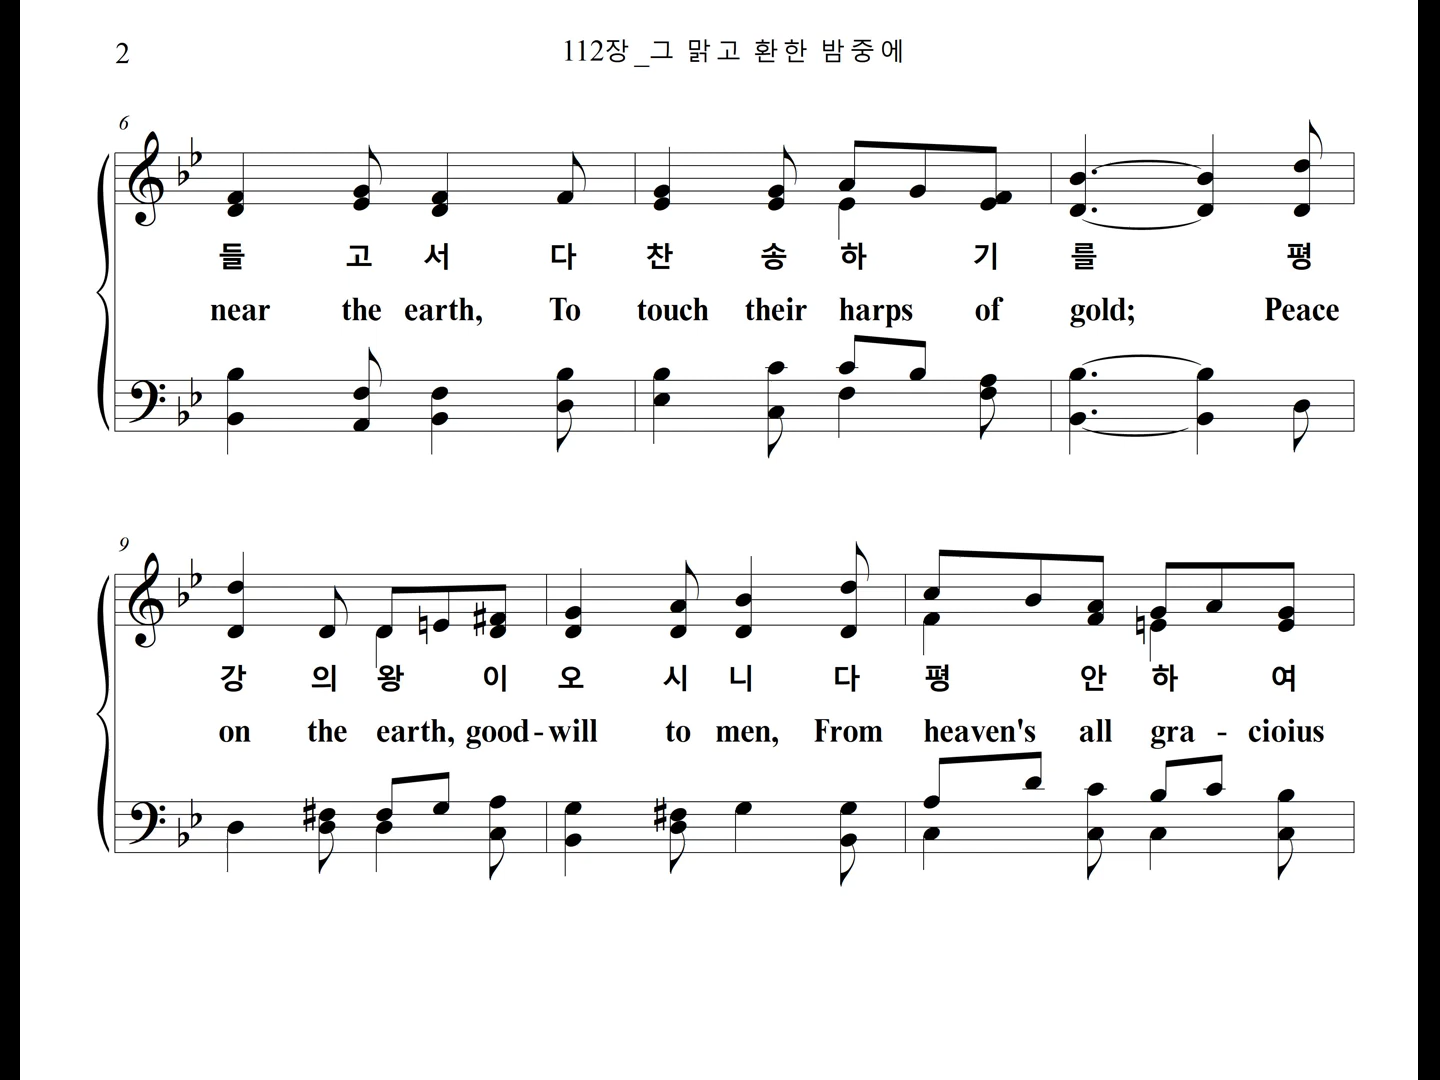 2
112장_그 맑고 환한 밤중에
6
들 고 서 다 찬 송 하 기 를 평
near the earth, To touch their harps of gold; Peace
9
강 의 왕 이 오 시 니 다 평 안 하 여
on the earth, good - will to men, From heaven's all gra - cioius